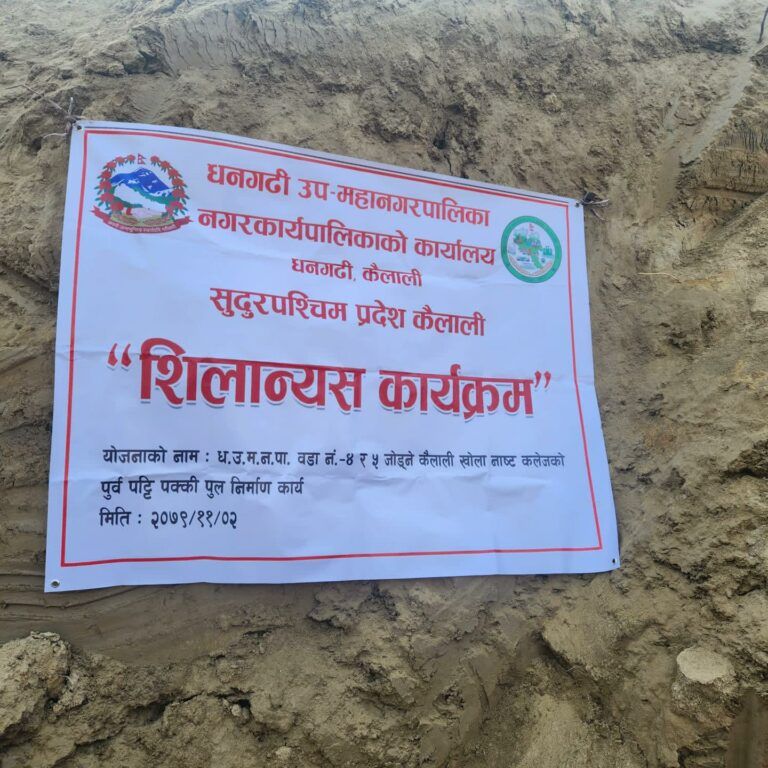 धनगढी उप-महानगरपालिका
नगरकार्यपालिकाको कार्यालय
धनगढी, कैलाली
सुदुरपश्चिम प्रदेश कैलाली
“शिलान्यस कार्यक्रम”
योजनाको नाम : ध.उ.म.न.पा. वडा नं.-४ र ५ जोड्ने कैलाली खोला नाष्ट कलेजको
पुर्व पट्टि पक्की पुल निर्माण कार्य
मिति : २०७९/११/०२